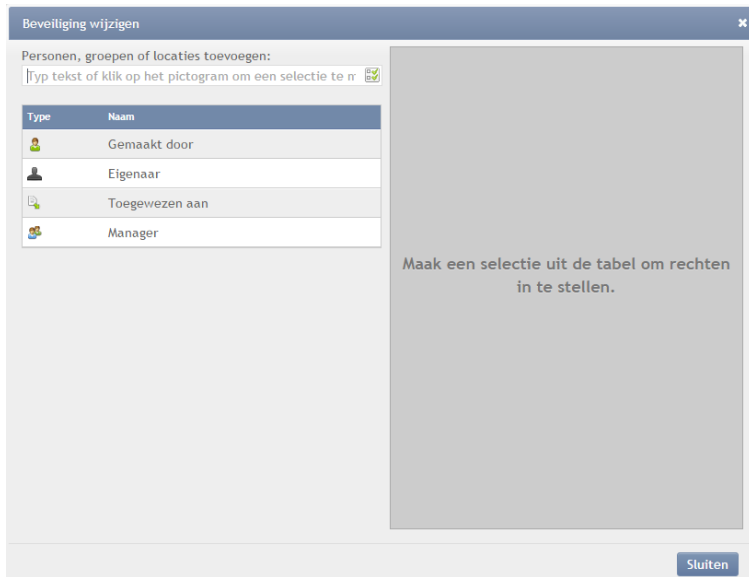 Beveiliging wijzigen
Personen, groepen of locaties toevoegen:
Typ tekst of klik op het pictogram om een selectie te m
Type Naam
Gemaakt door
Eigenaar
Toegewezen aan
Manager
Maak een selectie uit de tabel om rechten
in te stellen.
Sluiten